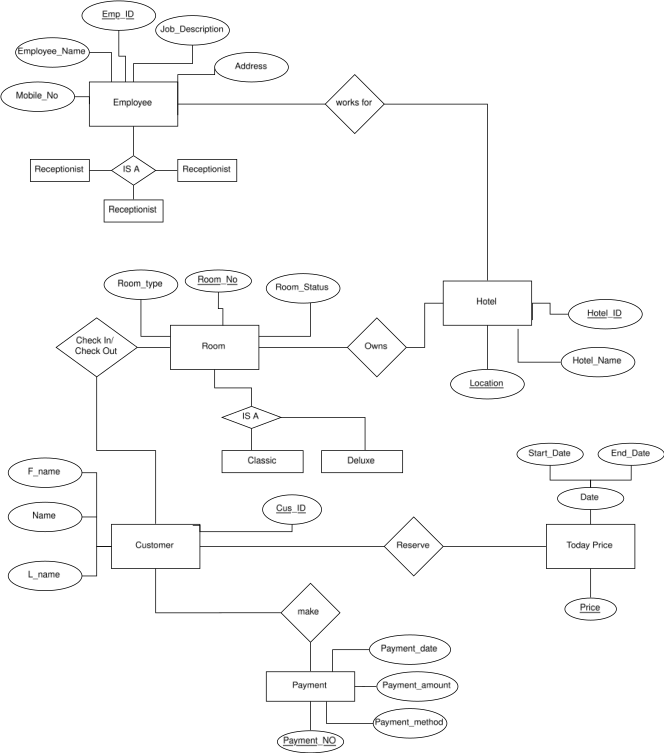 Emp_ID
Job_Description
Employee_Name
Address
Mobile_No
Employee
works for
Receptionist
IS A
Receptionist
Receptionist
Room_type
Room_No
Room_Status
Hotel
Hotel_ID
Check In/
Check Out
Room
Owns
Hotel_Name
Location
IS A
Classic
Deluxe
F_name
Start_Date
End_Date
Date
Name
Cus_ID
Customer
Reserve
Today Price
L_name
Price
make
Payment_date
Payment
Payment_amount
Payment_method
Payment_NO